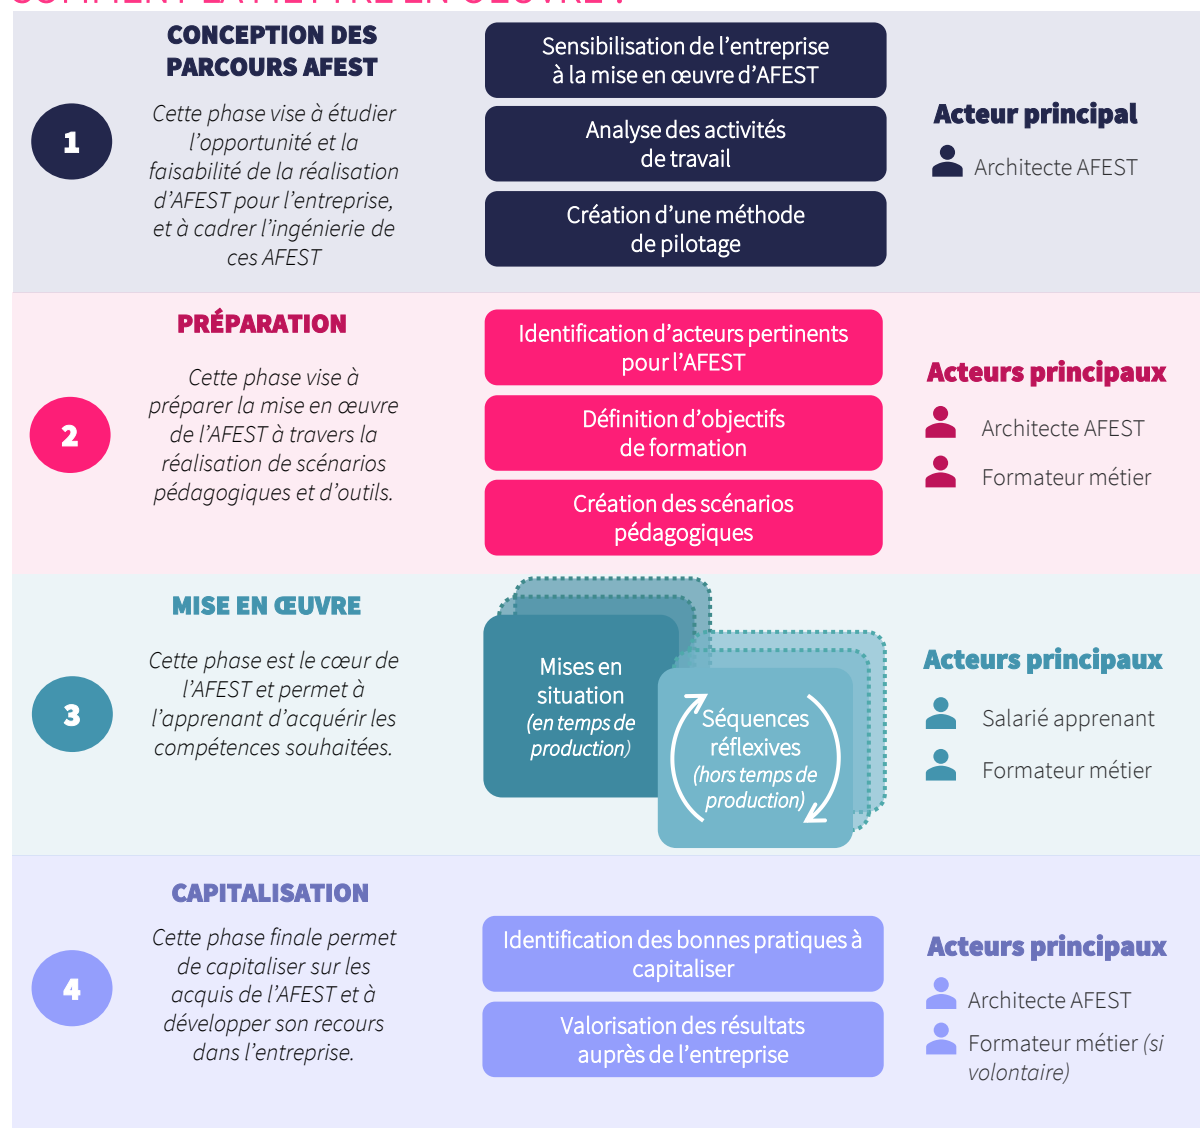 COMMENT LA METTRE EN OEUVRE ?
CONCEPTION DES
PARCOURS AFEST
1
Cette phase vise à étudier
l’opportunité et la
faisabilité de la réalisation
d’AFEST pour l’entreprise,
et à cadrer l’ingénierie de
ces AFEST
Sensibilisation de l’entreprise
à la mise en œuvre d’AFEST
Analyse des activités
de travail
Création d’une méthode
de pilotage
Acteur principal
Architecte AFEST
PRÉPARATION
2
Cette phase vise à
préparer la mise en œuvre
de l’AFEST à travers la
réalisation de scénarios
pédagogiques et d’outils.
Identification d’acteurs pertinents
pour l’AFEST
Définition d’objectifs
de formation
Création des scénarios
pédagogiques
Acteurs principaux
Architecte AFEST
Formateur métier
MISE EN ŒUVRE
3
Cette phase est le cœur de
l’AFEST et permet à
l’apprenant d’acquérir les
compétences souhaitées.
Mises en
situation
(en temps de
production)
Séquences
réflexives
(hors temps de
production)
Acteurs principaux
Salarié apprenant
Formateur métier
CAPITALISATION
4
Cette phase finale permet
de capitaliser sur les
acquis de l’AFEST et à
développer son recours
dans l’entreprise.
Identification des bonnes pratiques à
capitaliser
Valorisation des résultats
auprès de l’entreprise
Acteurs principaux
Architecte AFEST
Formateur métier (si
volontaire)